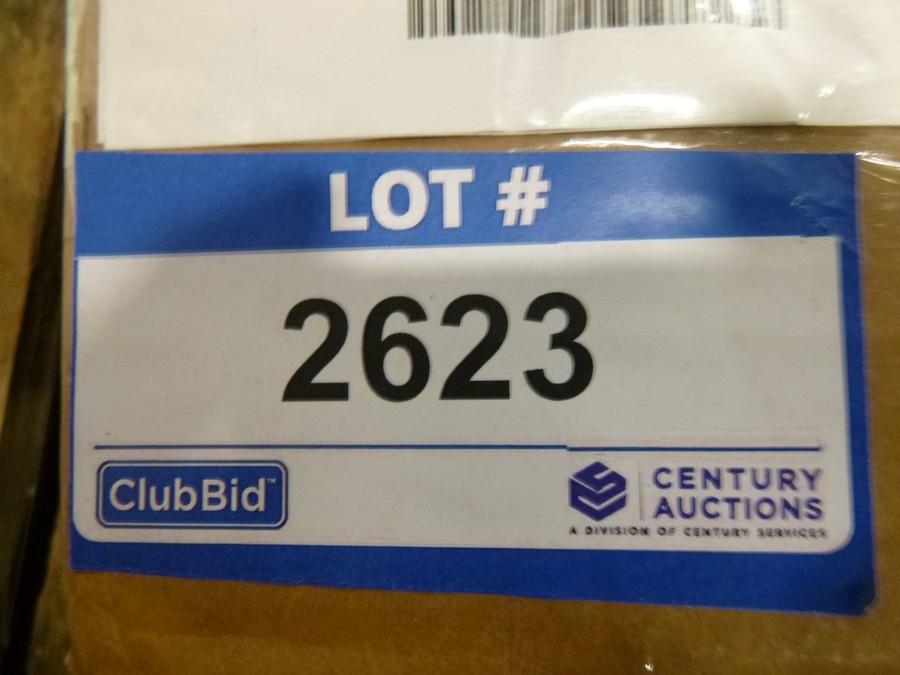 LOT #
2623
ClubBid™
CENTURY
AUCTIONS
A DIVISION OF CENTURY SERVICES